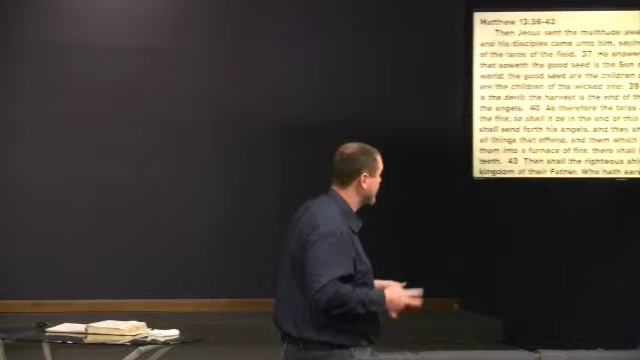 Matthew 13:36-43
Then Jesus sent the multitude awa
and his disciples came unto him, sayin
of the tares of the field. 37 He answere
that soweth the good seed is the Son o
world; the good seed are the children o
are the children of the wicked one; 39
is the devil; the harvest is the end of th
the angels. 40 As therefore the tares
the fire; so shall it be in the end of this
shall send forth his angels, and they sh
all things that offend, and them which
them into a furnace of fire: there shall
teeth. 43 Then shall the righteous shi
kingdom of their Father. Who hath ears